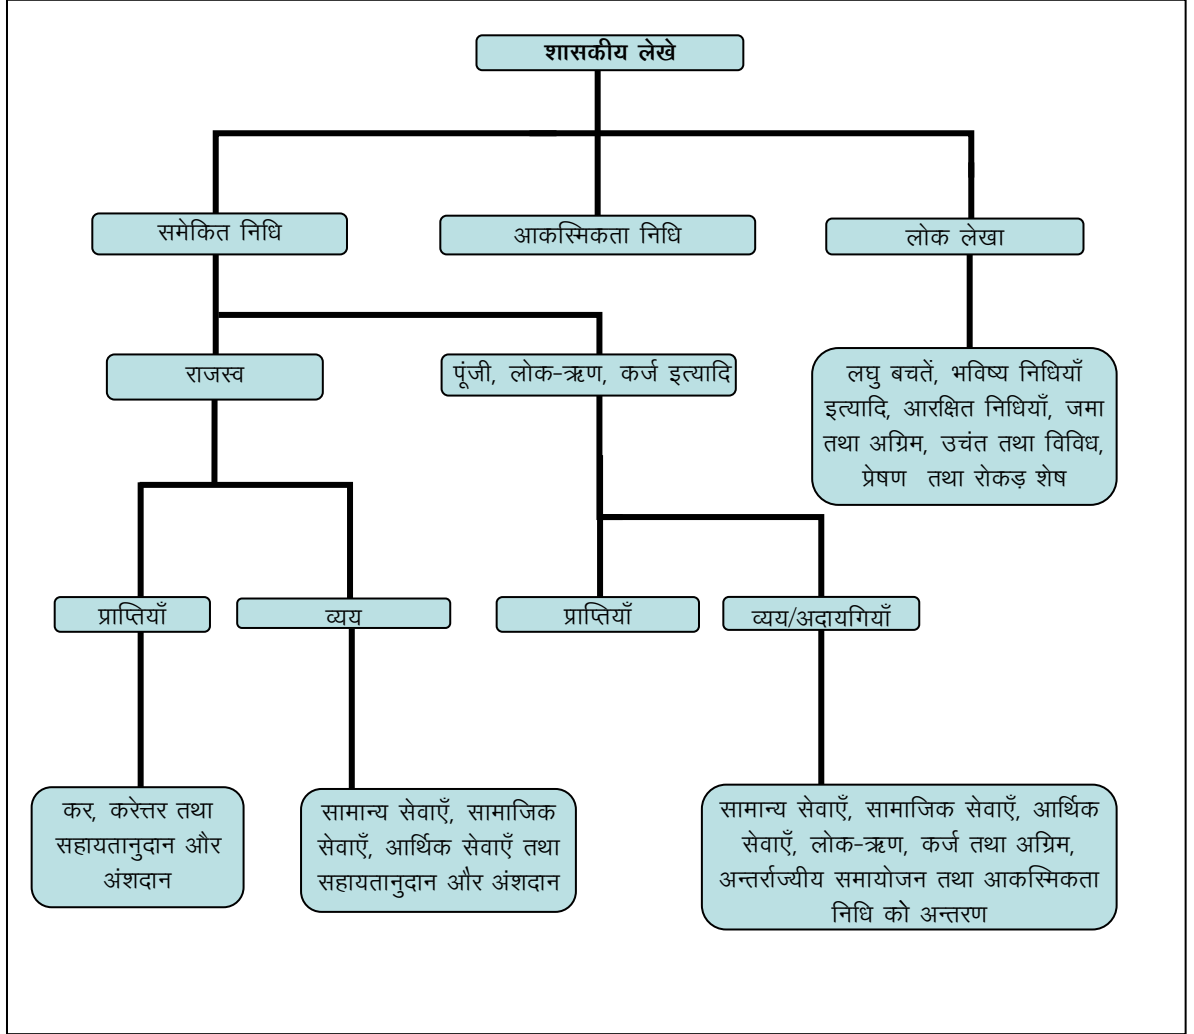 शासकीय लेखे
समेकित निधि
आकस्मिकता निधि
लोक लेखा
राजस्व
पूंजी, लोक-ऋण, कर्ज इत्यादि
लघु बचतें, भविष्य निधियाँ
इत्यादि, आरक्षित निधियाँ, जमा
तथा अग्रिम, उचंत तथा विविध,
प्रेषण तथा रोकड़ शेष
प्राप्तियाँ
व्यय
प्राप्तियाँ
व्यय/अदायगियाँ
कर, करेत्तर तथा
सहायतानुदान और
अंशदान
सामान्य सेवाएँ, सामाजिक
सेवाएँ, आर्थिक सेवाएँ तथा
सहायतानुदान और अंशदान
सामान्य सेवाएँ, सामाजिक सेवाएँ, आर्थिक
सेवाएँ, लोक-ऋण, कर्ज तथा अग्रिम,
अन्तर्राज्यीय समायोजन तथा आकस्मिकता
निधि को अन्तरण